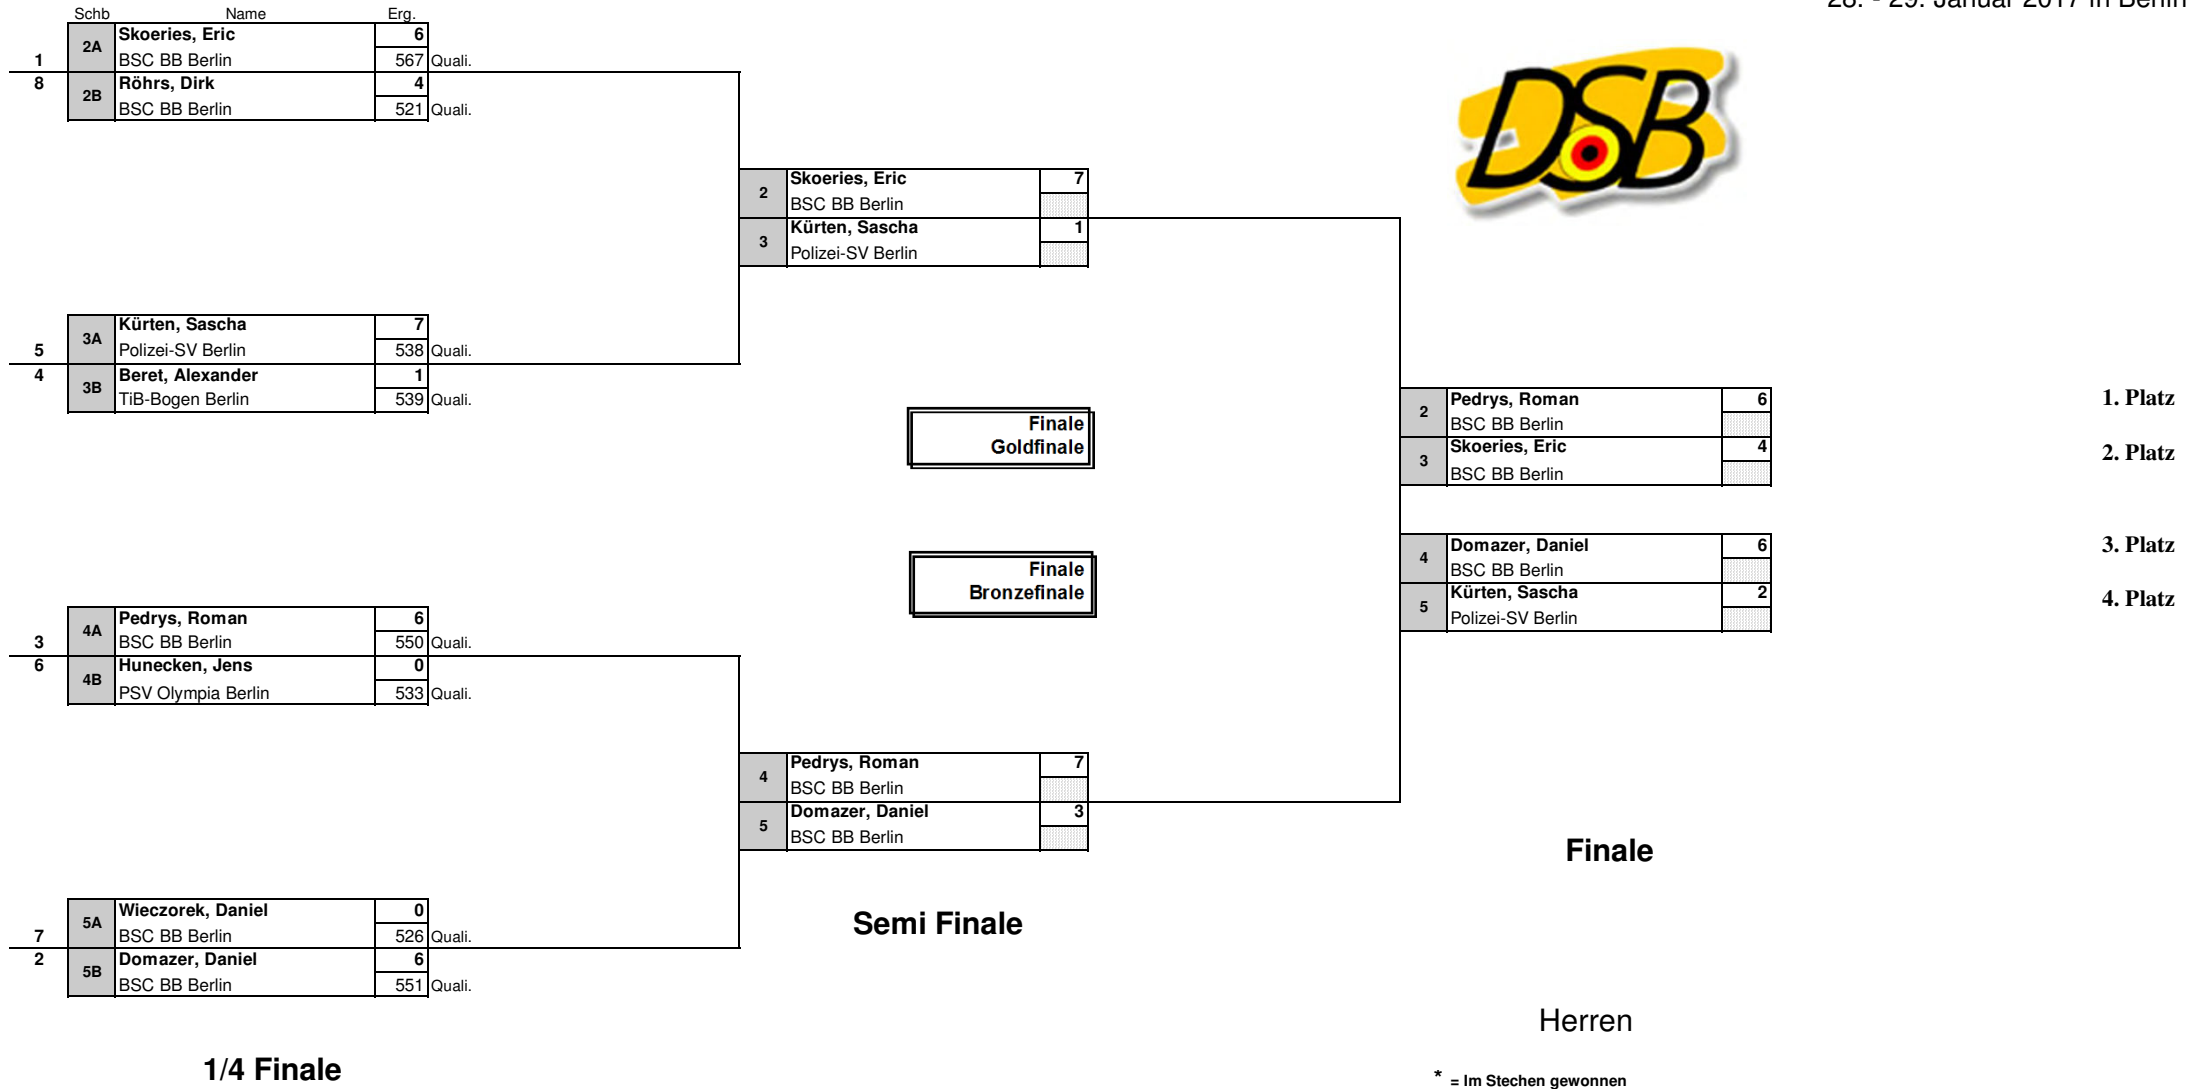 28. - 29. Januar 2017 in Berlin
Schb Name Erg.
2A Skoeries, Eric 6
1 BSC BB Berlin 567 Quali.
8 2B Röhrs, Dirk 4
BSC BB Berlin 521 Quali.
DSB
2 Skoeries, Eric 7
BSC BB Berlin
3 Kürten, Sascha 1
Polizei-SV Berlin
3A Kürten, Sascha 7
5 Polizei-SV Berlin 538 Quali.
4 3B Beret, Alexander 1
TiB-Bogen Berlin 539 Quali.
Finale
Goldfinale
2 Pedrys, Roman 6 1. Platz
BSC BB Berlin
3 Skoeries, Eric 4 2. Platz
BSC BB Berlin
Finale
Bronzefinale
4 Domazer, Daniel 6 3. Platz
BSC BB Berlin
5 Kürten, Sascha 2 4. Platz
Polizei-SV Berlin
4A Pedrys, Roman 6
3 BSC BB Berlin 550 Quali.
6 4B Hunecken, Jens 0
PSV Olympia Berlin 533 Quali.
4 Pedrys, Roman 7
BSC BB Berlin
5 Domazer, Daniel 3
BSC BB Berlin
Finale
5A Wieczorek, Daniel 0
7 BSC BB Berlin 526 Quali.
2 5B Domazer, Daniel 6
BSC BB Berlin 551 Quali.
Semi Finale
Herren
1/4 Finale
* = Im Stechen gewonnen